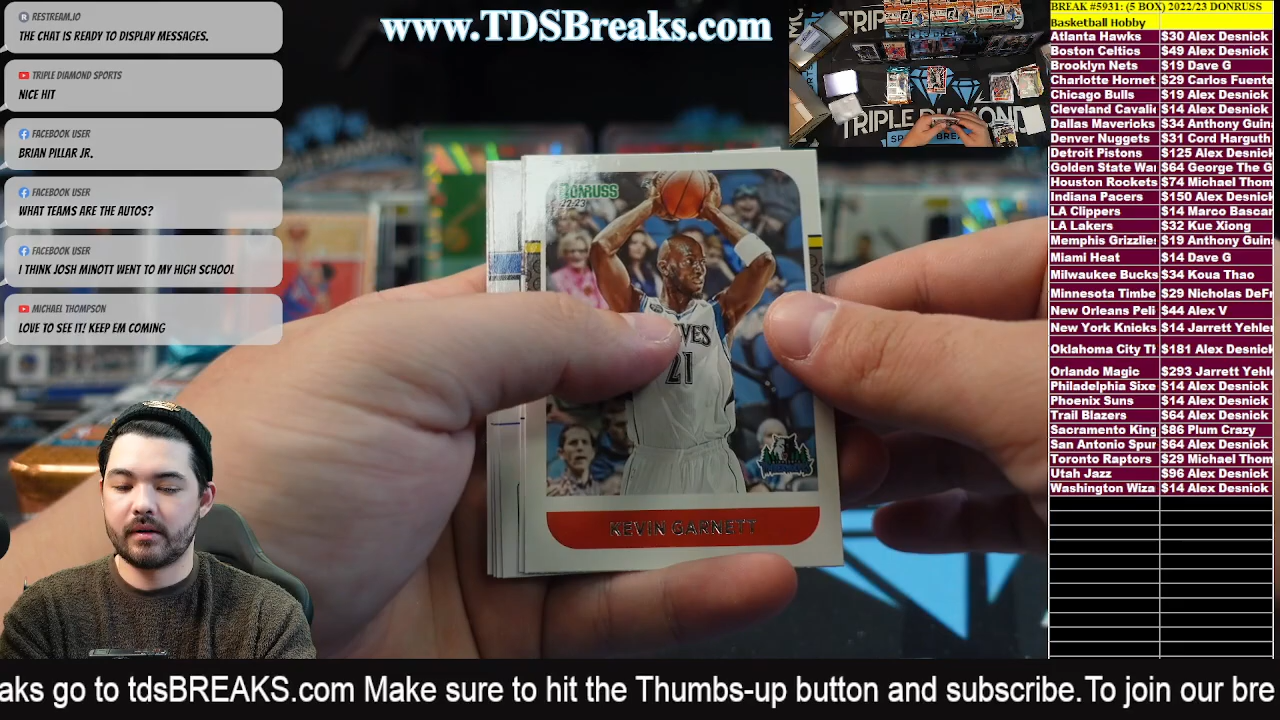 RESTREAM.IO
THE CHAT IS READY TO DISPLAY MESSAGES.
TRIPLE DIAMOND SPORTS
NICE HIT
FACEBOOK USER
BRIAN PILLAR JR.
FACEBOOK USER
WHAT TEAMS ARE THE AUTOS?
FACEBOOK USER
I THINK JOSH MINOTT WENT TO MY HIGH SCHOOL
MICHAEL THOMPSON
LOVE TO SEE IT! KEEP EM COMING
www.TDSBreaks.com
TRIPLE DIAMOND
DONRUSS
22.23
21
KEVIN GARNETT
BREAK #5931: (5 BOX) 2022/23 DONRUSS
Basketball Hobby
Atlanta Hawks $30 Alex Desnick
Boston Celtics $49 Alex Desnick
Brooklyn Nets $19 Dave G
Charlotte Hornet $29 Carlos Fuente
Chicago Bulls $19 Alex Desnick
Cleveland Cavali $14 Alex Desnick
Dallas Mavericks $34 Anthony Guin
Denver Nuggets $31 Cord Harguth
Detroit Pistons $125 Alex Desnick
Golden State Wa $64 George The G
Houston Rockets $74 Michael Thom
Indiana Pacers $150 Alex Desnick
LA Clippers $14 Marco Bascar
LA Lakers $32 Kue Xiong
Memphis Grizzlie $19 Anthony Guin
Miami Heat $14 Dave G
Milwaukee Bucks $34 Koua Thao
Minnesota Timbe $29 Nicholas DeF
New Orleans Peli $44 Alex V
New York Knicks $14 Jarrett Yehle
Oklahoma City Th $181 Alex Desnick
Orlando Magic $293 Jarrett Yehl
Philadelphia Sixe $14 Alex Desnick
Phoenix Suns $14 Alex Desnick
Trail Blazers $64 Alex Desnick
Sacramento King $86 Plum Crazy
San Antonio Spur $64 Alex Desnick
Toronto Raptors $29 Michael Thom
Utah Jazz $96 Alex Desnick
Washington Wiza $14 Alex Desnick
aks go to tdsBREAKS.com Make sure to hit the Thumbs-up button and subscribe.To join our bre